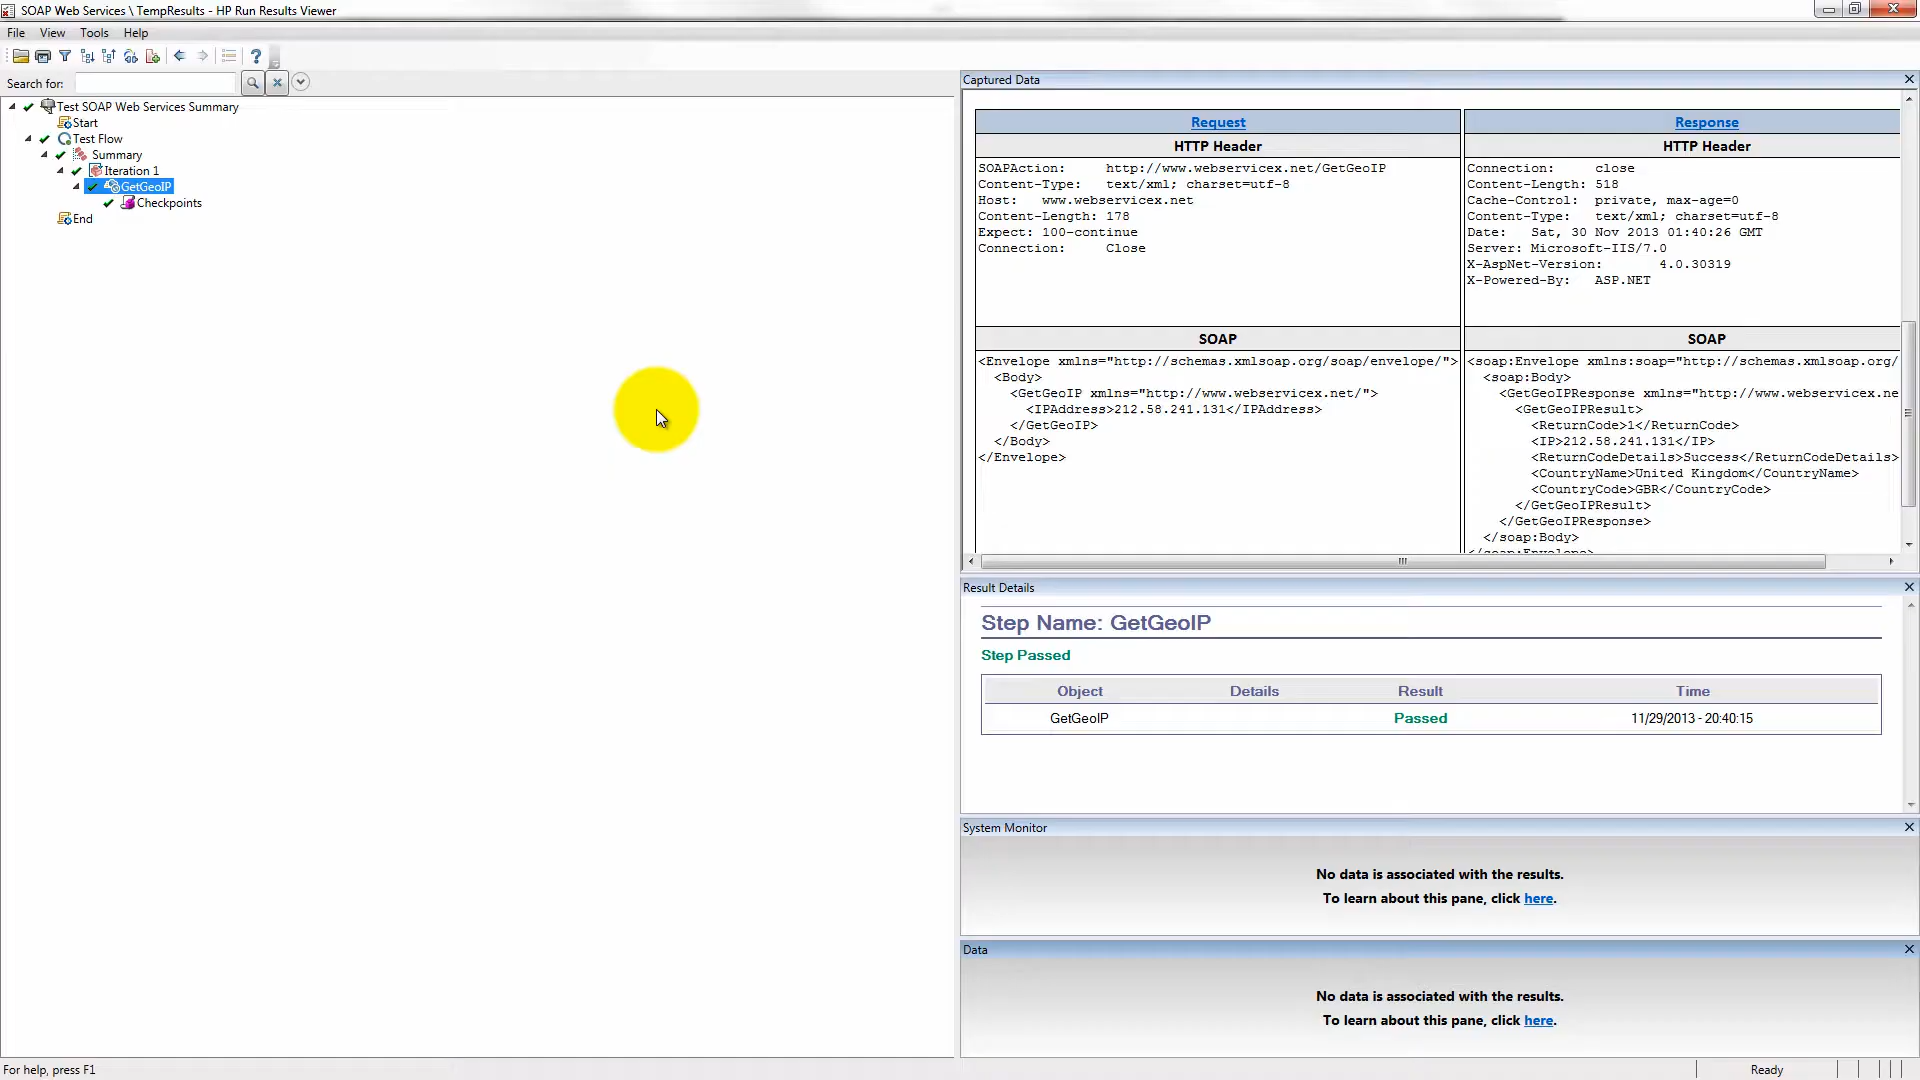 SOAP Web Services \ TempResults - HP Run Results Viewer
File View Tools Help
Search for:
Test SOAP Web Services Summary
Start
Test Flow
Summary
Iteration 1
GetGeoIP
Checkpoints
End
Captured Data
Request
HTTP Header
SOAPAction: http://www.webservicex.net/GetGeoIP
Content-Type: text/xml; charset=utf-8
Host: www.webservicex.net
Content-Length: 178
Expect: 100-continue
Connection: Close
SOAP
<Envelope xmlns="http://schemas.xmlsoap.org/soap/envelope/">
<Body>
<GetGeoIP xmlns="http://www.webservicex.net/">
<IPAddress>212.58.241.131</IPAddress>
</GetGeoIP>
</Body>
</Envelope>
Response
HTTP Header
Connection: close
Content-Length: 518
Cache-Control: private, max-age=0
Content-Type: text/xml; charset=utf-8
Date: Sat, 30 Nov 2013 01:40:26 GMT
Server: Microsoft-IIS/7.0
X-AspNet-Version: 4.0.30319
X-Powered-By: ASP.NET
SOAP
<soap:Envelope xmlns:soap="http://schemas.xmlsoap.org/
<soap:Body>
<GetGeoIPResponse xmlns="http://www.webservicex.ne
<GetGeoIPResult>
<ReturnCode>1</ReturnCode>
<IP>212.58.241.131</IP>
<ReturnCodeDetails>Success</ReturnCodeDetails>
<CountryName>United Kingdom</CountryName>
<CountryCode>GBR</CountryCode>
</GetGeoIPResult>
</GetGeoIPResponse>
</soap:Body>
</soap:Envelope>
Result Details
Step Name: GetGeoIP
Step Passed
Object Details Result Time
GetGeoIP Passed 11/29/2013 - 20:40:15
System Monitor
No data is associated with the results.
To learn about this pane, click here.
Data
No data is associated with the results.
To learn about this pane, click here.
For help, press F1
Ready